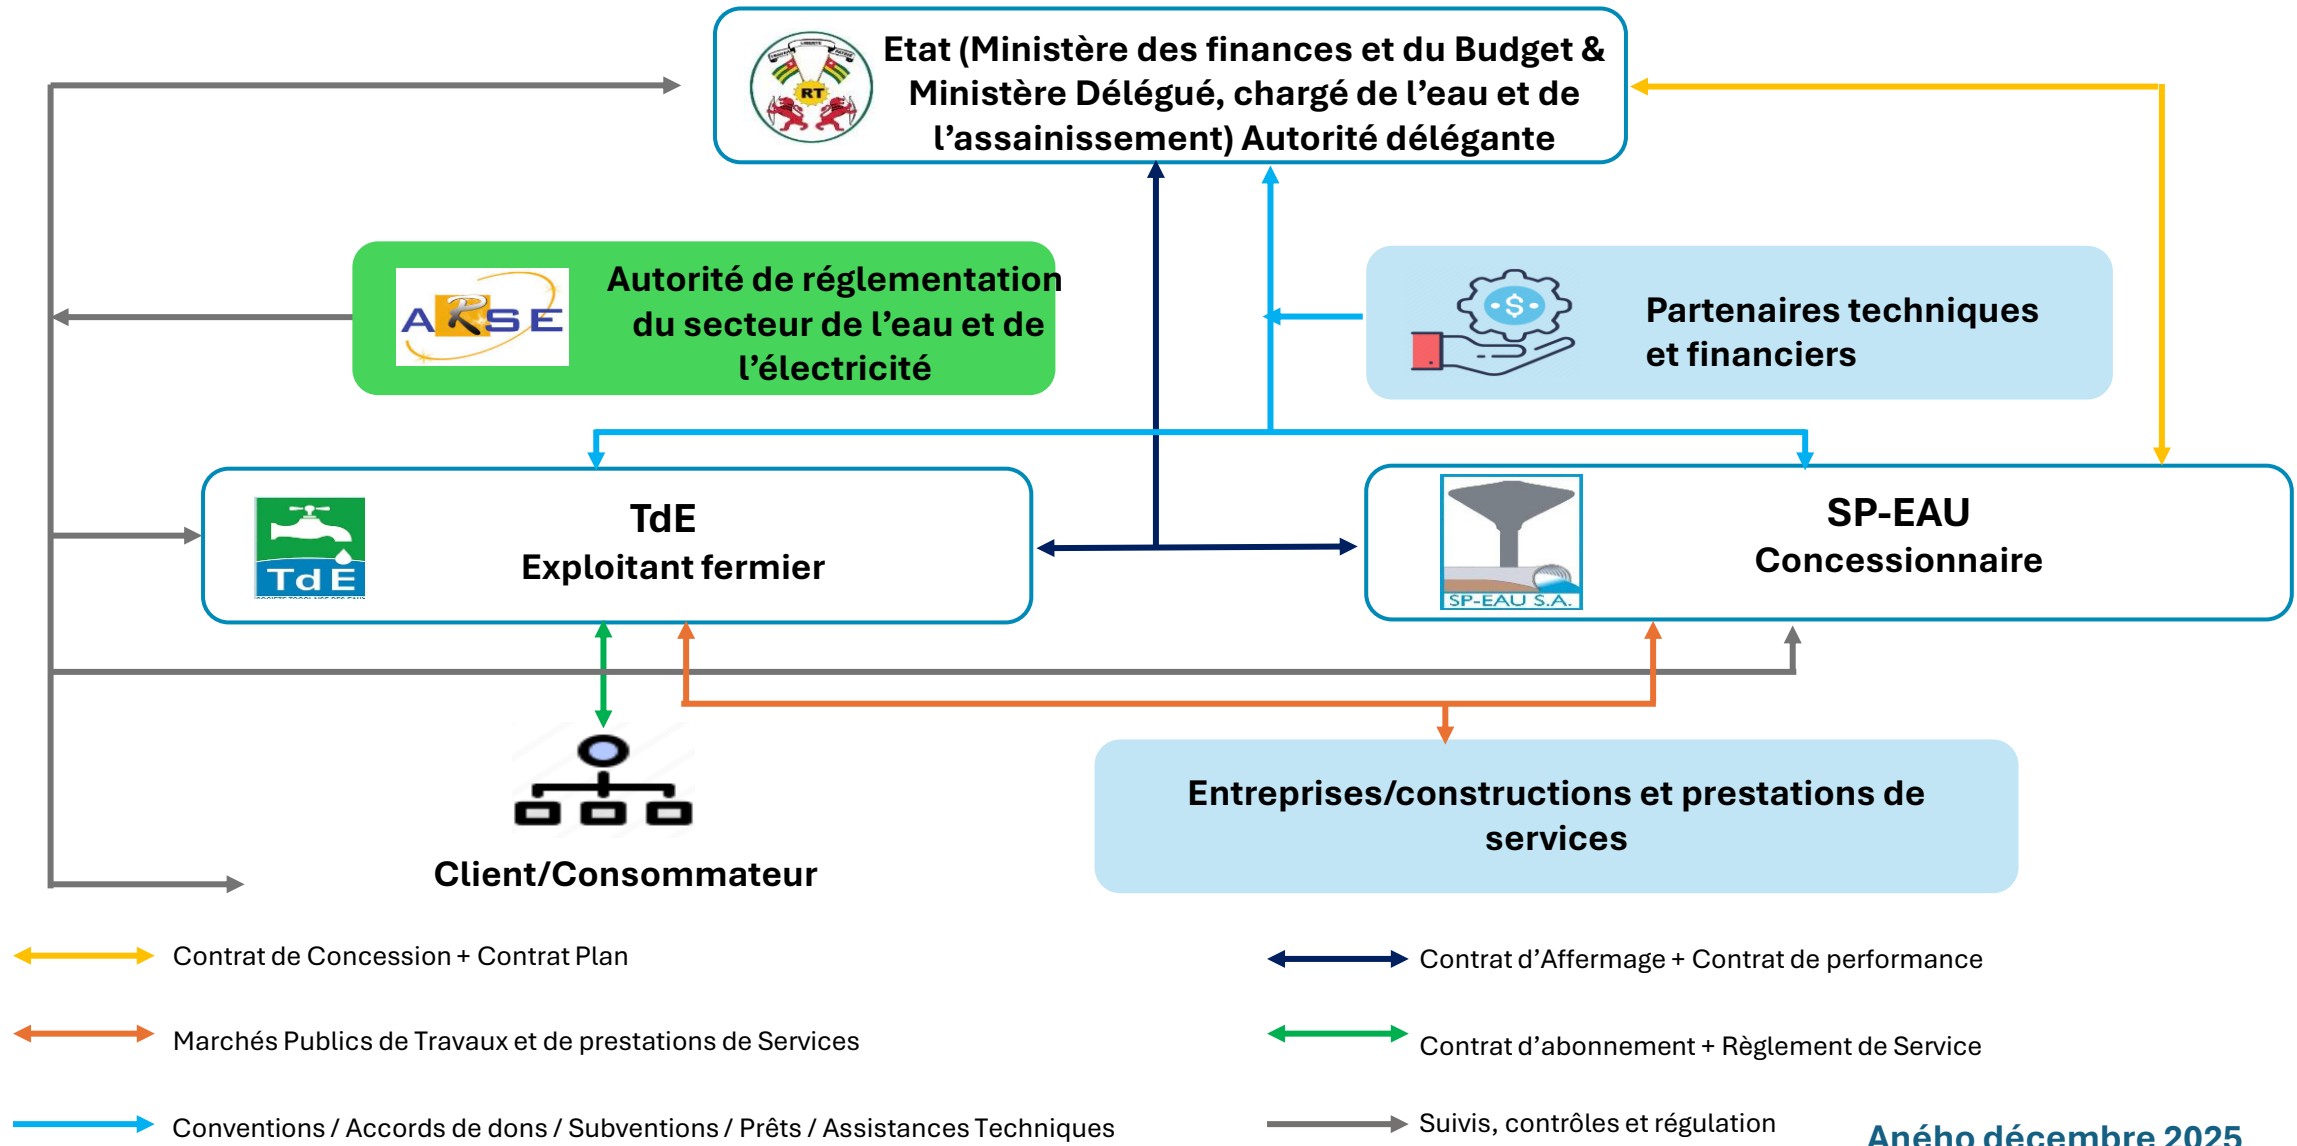 Etat (Ministère des finances et du Budget &
Ministère Délégué, chargé de l’eau et de
l’assainissement) Autorité délégante
RT
Autorité de réglementation
du secteur de l’eau et de
l’électricité
ARSE
Partenaires techniques
et financiers
$
TdE
Exploitant fermier
TdE
SOCIETE TOGOLAISE DES EAUX
SP-EAU
Concessionnaire
SP-EAU S.A.
Client/Consommateur
Entreprises/constructions et prestations de
services
Contrat de Concession + Contrat Plan
Contrat d’Affermage + Contrat de performance
Marchés Publics de Travaux et de prestations de Services
Contrat d’abonnement + Règlement de Service
Conventions / Accords de dons / Subventions / Prêts / Assistances Techniques
Suivis, contrôles et régulation
Aného décembre 2025